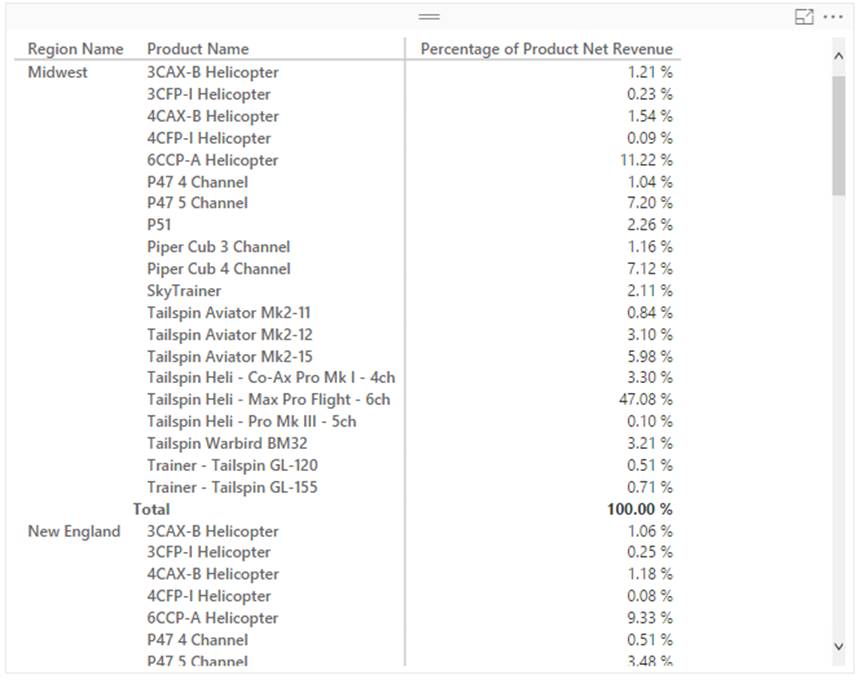 Region Name Product Name Percentage of Product Net Revenue
Midwest 3CAX-B Helicopter 1.21 %
3CFP-I Helicopter 0.23 %
4CAX-B Helicopter 1.54 %
4CFP-I Helicopter 0.09 %
6CCP-A Helicopter 11.22 %
P47 4 Channel 1.04 %
P47 5 Channel 7.20 %
P51 2.26 %
Piper Cub 3 Channel 1.16 %
Piper Cub 4 Channel 7.12 %
SkyTrainer 2.11 %
Tailspin Aviator Mk2-11 0.84 %
Tailspin Aviator Mk2-12 3.10 %
Tailspin Aviator Mk2-15 5.98 %
Tailspin Heli - Co-Ax Pro Mk I - 4ch 3.30 %
Tailspin Heli - Max Pro Flight - 6ch 47.08 %
Tailspin Heli - Pro Mk III - 5ch 0.10 %
Tailspin Warbird BM32 3.21 %
Trainer - Tailspin GL-120 0.51 %
Trainer - Tailspin GL-155 0.71 %
Total 100.00 %
New England 3CAX-B Helicopter 1.06 %
3CFP-I Helicopter 0.25 %
4CAX-B Helicopter 1.18 %
4CFP-I Helicopter 0.08 %
6CCP-A Helicopter 9.33 %
P47 4 Channel 0.51 %
P47 5 Channel 3.48 %